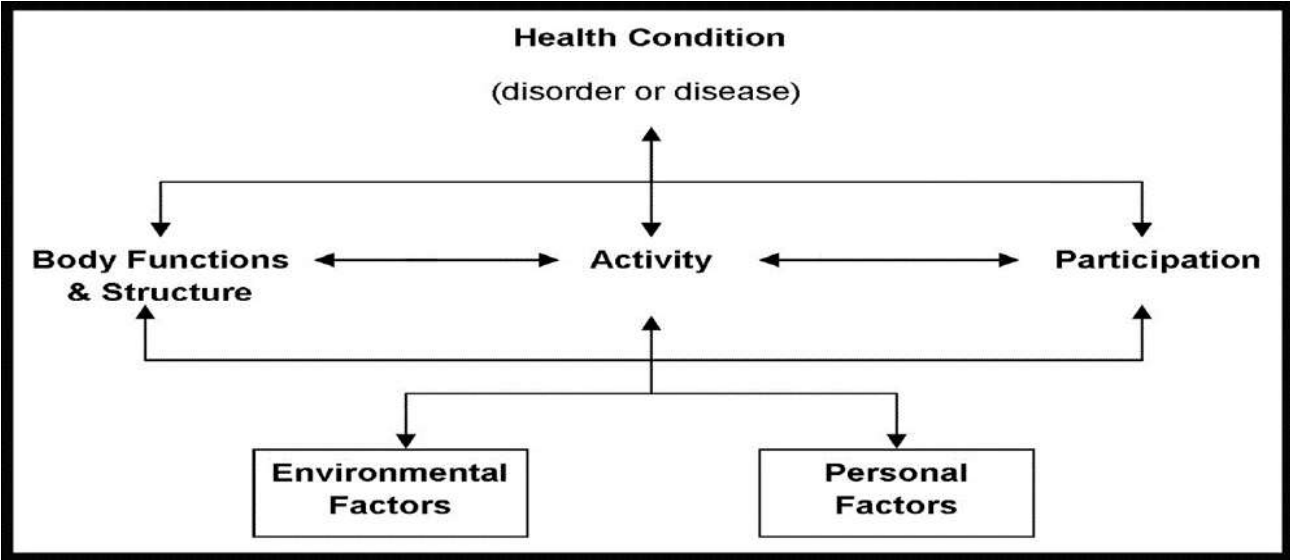 Health Condition
(disorder or disease)
Body Functions
& Structure
Activity
Participation
Environmental
Factors
Personal
Factors